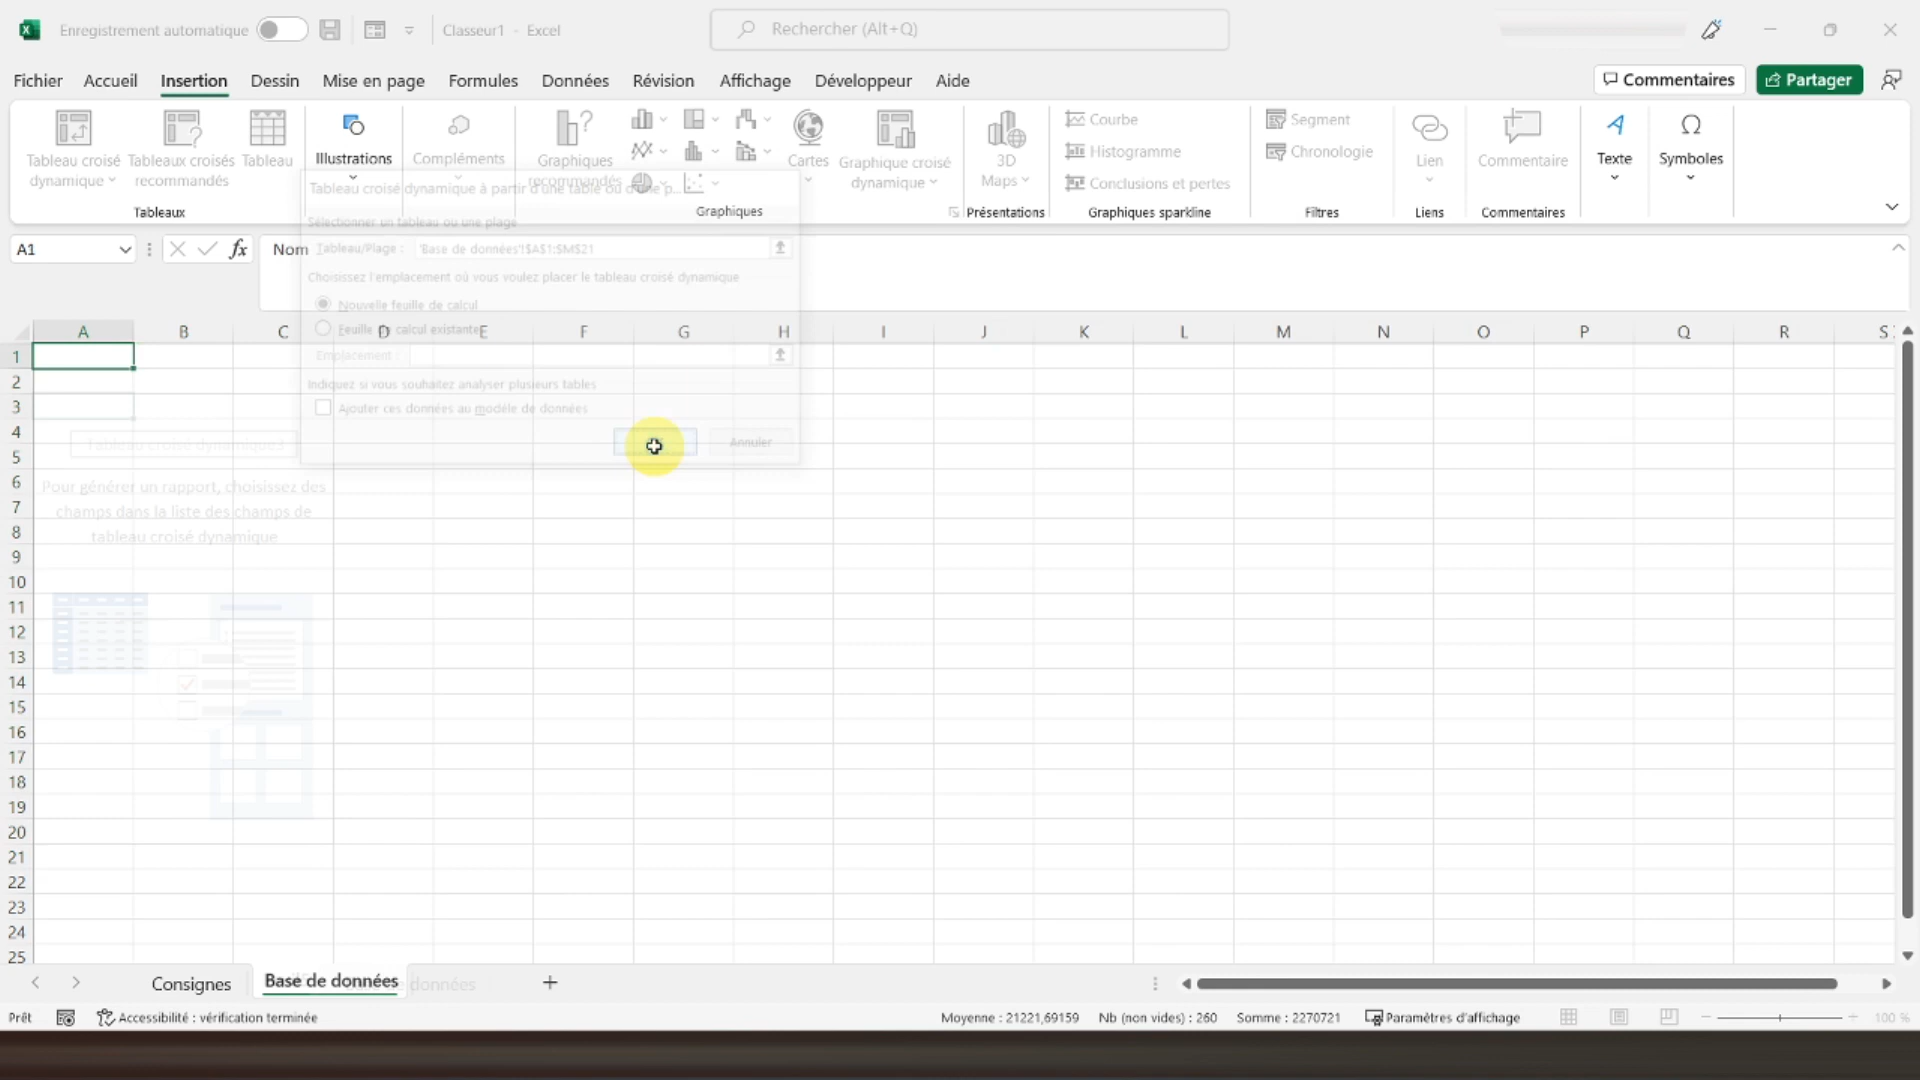 Enregistrement automatique
Classeur1 - Excel
Rechercher (Alt+Q)
Fichier Accueil Insertion Dessin Mise en page Formules Données Révision Affichage Développeur Aide
Commentaires Partager
Tableau croisé dynamique
Tableaux croisés recommandés
Tableau
Tableaux
Illustrations
Compléments
Graphiques recommandés
Graphiques
Cartes
Graphique croisé dynamique
3D Maps
Présentations
Courbe
Histogramme
Conclusions et pertes
Graphiques sparkline
Segment
Chronologie
Filtres
Lien
Liens
Commentaire
Commentaires
Texte
Symboles
A1
fx
Nom
Tableau croisé dynamique à partir d'une table ou d'une p...
Sélectionner un tableau ou une plage
Tableau/Plage : 'Base de données'!$A$1:$M$21
Choisissez l'emplacement où vous voulez placer le tableau croisé dynamique
Nouvelle feuille de calcul
Feuille de calcul existante
Emplacement :
Indiquez si vous souhaitez analyser plusieurs tables
Ajouter ces données au modèle de données
Annuler
A B C D E F G H I J K L M N O P Q R S
1
2
3
4
5
6
7
8
9
10
11
12
13
14
15
16
17
18
19
20
21
22
23
24
25
Pour générer un rapport, choisissez des
champs dans la liste des champs de
tableau croisé dynamique
Consignes Base de données
Prêt
Accessibilité : vérification terminée
Moyenne : 21221,69159 Nb (non vides) : 260 Somme : 2270721
Paramètres d'affichage
100 %